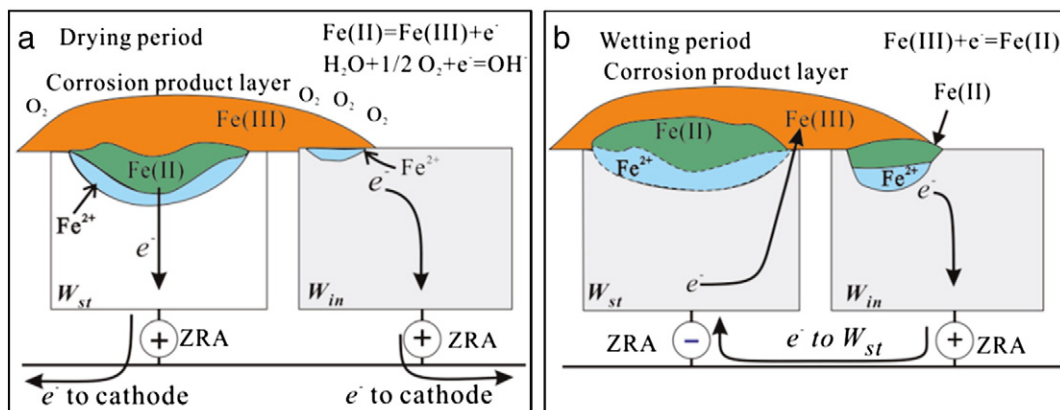 a
Drying period
Fe(II)=Fe(III)+e⁻
H₂O+1/2 O₂+e⁻=OH⁻
Corrosion product layer
O₂
O₂
O₂
O₂
Fe(III)
Fe(II)
Fe²⁺
Fe²⁺
e⁻
e⁻
W_st
W_in
+
ZRA
+
ZRA
e⁻ to cathode
e⁻ to cathode
b
Wetting period
Fe(III)+e⁻=Fe(II)
Corrosion product layer
Fe(II)
Fe(III)
Fe(II)
Fe²⁺
Fe²⁺
e⁻
e⁻
W_st
W_in
ZRA
-
e⁻ to W_st
+
ZRA